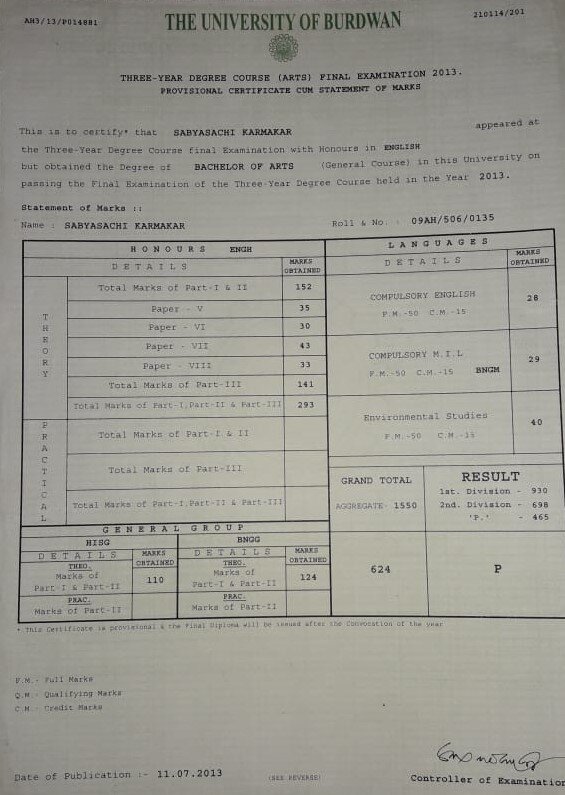 AH3/13/P014881
210114/201
THE UNIVERSITY OF BURDWAN
THREE-YEAR DEGREE COURSE (ARTS) FINAL EXAMINATION 2013.
PROVISIONAL CERTIFICATE CUM STATEMENT OF MARKS
This is to certify* that SABYASACHI KARMAKAR appeared at
the Three-Year Degree Course final Examination with Honours in ENGLISH
but obtained the Degree of BACHELOR OF ARTS (General Course) in this University on
passing the Final Examination of the Three-Year Degree Course held in the Year 2013.
Statement of Marks ::
Name : SABYASACHI KARMAKAR
Roll & No. : 09AH/506/0135
HONOURS ENGH
DETAILS MARKS OBTAINED
THEORY
Total Marks of Part-I & II 152
Paper - V 35
Paper - VI 30
Paper - VII 43
Paper - VIII 33
Total Marks of Part-III 141
Total Marks of Part-I, Part-II & Part-III 293
PRACTICAL
Total Marks of Part-I & II
Total Marks of Part-III
Total Marks of Part-I, Part-II & Part-III
GENERAL GROUP
HISG
DETAILS MARKS OBTAINED
THEO.
Marks of
Part-I & Part-II 110
PRAC.
Marks of Part-II
BNGG
DETAILS MARKS OBTAINED
THEO.
Marks of
Part-I & Part-II 124
PRAC.
Marks of Part-II
LANGUAGES
DETAILS MARKS OBTAINED
COMPULSORY ENGLISH 28
F.M.-50 C.M.-15
COMPULSORY M.I.L 29
F.M.-50 C.M.-15 BNGM
Environmental Studies 40
F.M.-50 C.M.-15
GRAND TOTAL
AGGREGATE- 1550
RESULT
1st. Division - 930
2nd. Division - 698
'P.' - 465
624 P
* This Certificate is provisional & the Final Diploma will be issued after the Convocation of the year
F.M.- Full Marks
Q.M.- Qualifying Marks
C.M.- Credit Marks
Date of Publication :- 11.07.2013
(SEE REVERSE)
Controller of Examination